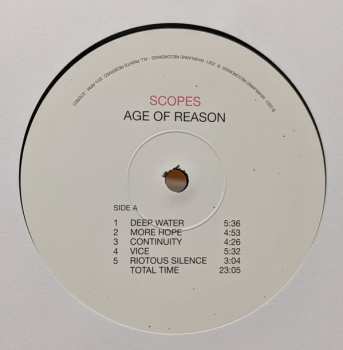 SCOPES
AGE OF REASON
SIDE A
1 DEEP WATER 5:36
2 MORE HOPE 4:53
3 CONTINUITY 4:26
4 VICE 5:32
5 RIOTOUS SILENCE 3:04
TOTAL TIME 23:05